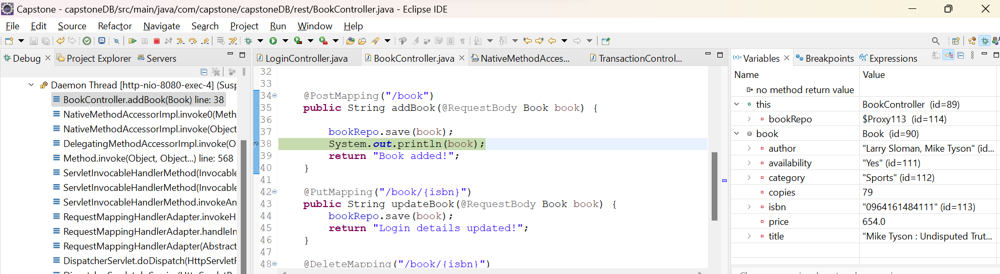 Capstone - capstoneDB/src/main/java/com/capstone/capstoneDB/rest/BookController.java - Eclipse IDE
File Edit Source Refactor Navigate Search Project Run Window Help
Debug Project Explorer Servers
Daemon Thread [http-nio-8080-exec-4] (Susp
BookController.addBook(Book) line: 38
NativeMethodAccessorImpl.invoke0(Meth
NativeMethodAccessorImpl.invoke(Object
DelegatingMethodAccessorImpl.invoke(O
Method.invoke(Object, Object...) line: 568
ServletInvocableHandlerMethod(Invocable
ServletInvocableHandlerMethod(Invocable
ServletInvocableHandlerMethod.invokeAn
RequestMappingHandlerAdapter.invokeH
RequestMappingHandlerAdapter.handleIn
RequestMappingHandlerAdapter(Abstract
DispatcherServlet.doDispatch(HttpServletR
LoginController.java BookController.java NativeMethodAcces... TransactionControl...
32
33
34 @PostMapping("/book")
35 public String addBook(@RequestBody Book book) {
36
37 bookRepo.save(book);
38 System.out.println(book);
39 return "Book added!";
40 }
41
42 @PutMapping("/book/{isbn}")
43 public String updateBook(@RequestBody Book book) {
44 bookRepo.save(book);
45 return "Login details updated!";
46 }
47
48 @DeleteMapping("/book/{isbn}")
(x)= Variables Breakpoints Expressions
Name Value
no method return value
this BookController (id=89)
bookRepo $Proxy113 (id=114)
book Book (id=90)
author "Larry Sloman, Mike Tyson" (id...
availability "Yes" (id=111)
category "Sports" (id=112)
copies 79
isbn "0964161484111" (id=113)
price 654.0
title "Mike Tyson : Undisputed Trut...